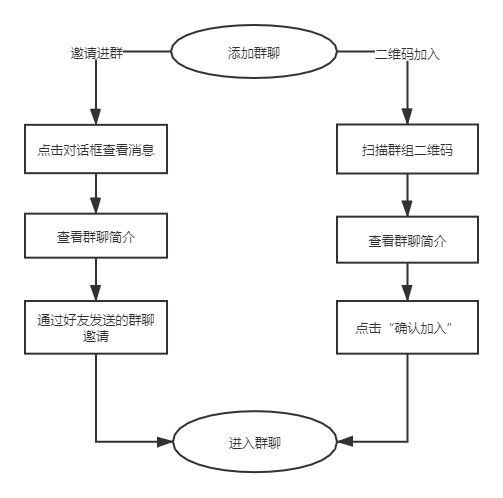 添加群聊
邀请进群
二维码加入
点击对话框查看消息
扫描群组二维码
查看群聊简介
查看群聊简介
通过好友发送的群聊
邀请
点击“确认加入”
进入群聊